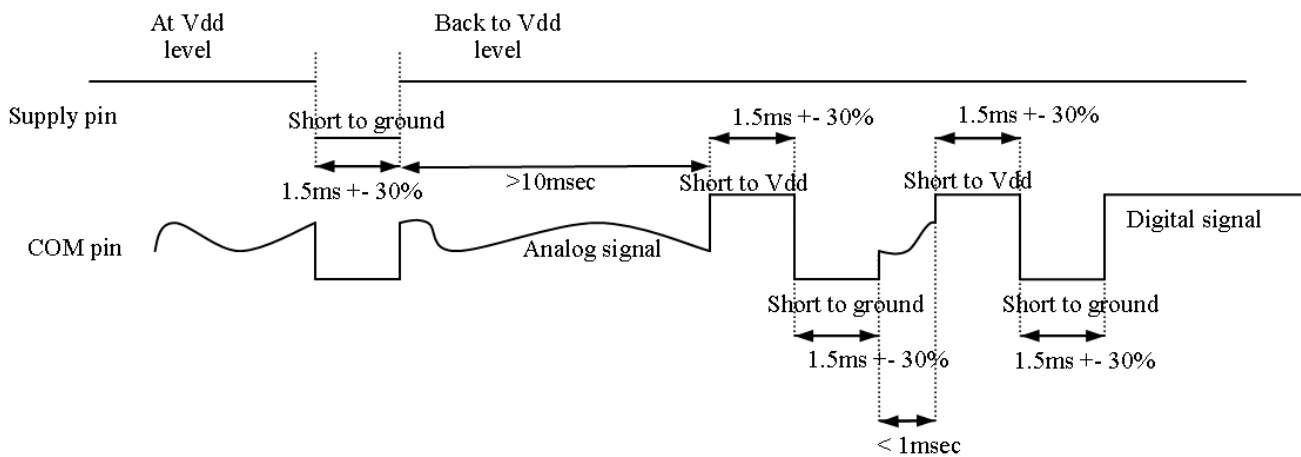 At Vdd
level
Back to Vdd
level
Supply pin
Short to ground
1.5ms +- 30%
1.5ms +- 30%
1.5ms +- 30%
>10msec
Short to Vdd
Short to Vdd
COM pin
Analog signal
Digital signal
Short to ground
Short to ground
1.5ms +- 30%
1.5ms +- 30%
< 1msec